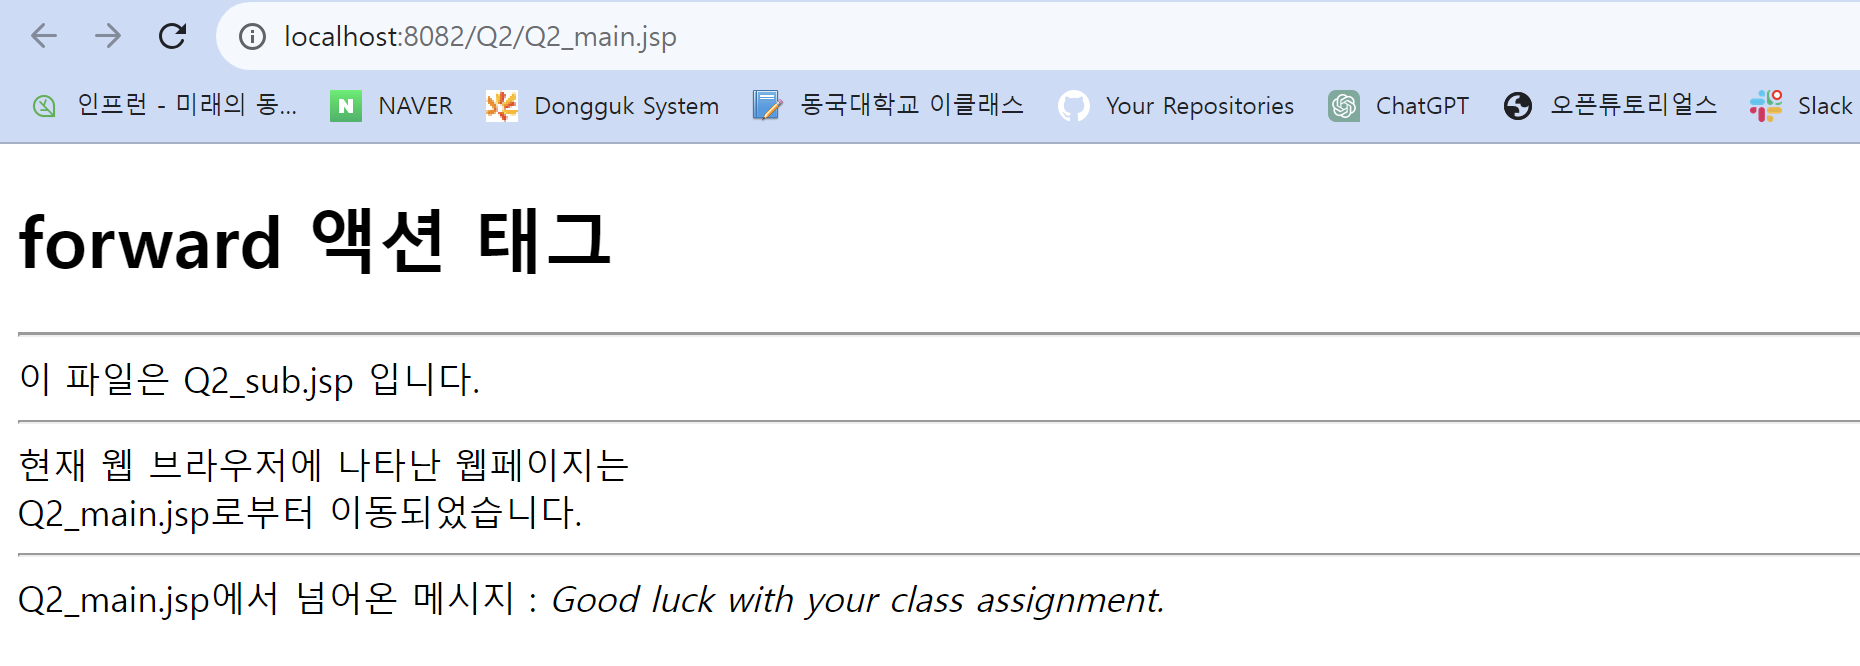 localhost:8082/Q2/Q2_main.jsp
인프런 - 미래의 동... N NAVER Dongguk System 동국대학교 이클래스 Your Repositories ChatGPT 오픈튜토리얼스 Slack
forward 액션 태그
이 파일은 Q2_sub.jsp 입니다.
현재 웹 브라우저에 나타난 웹페이지는
Q2_main.jsp로부터 이동되었습니다.
Q2_main.jsp에서 넘어온 메시지 : Good luck with your class assignment.